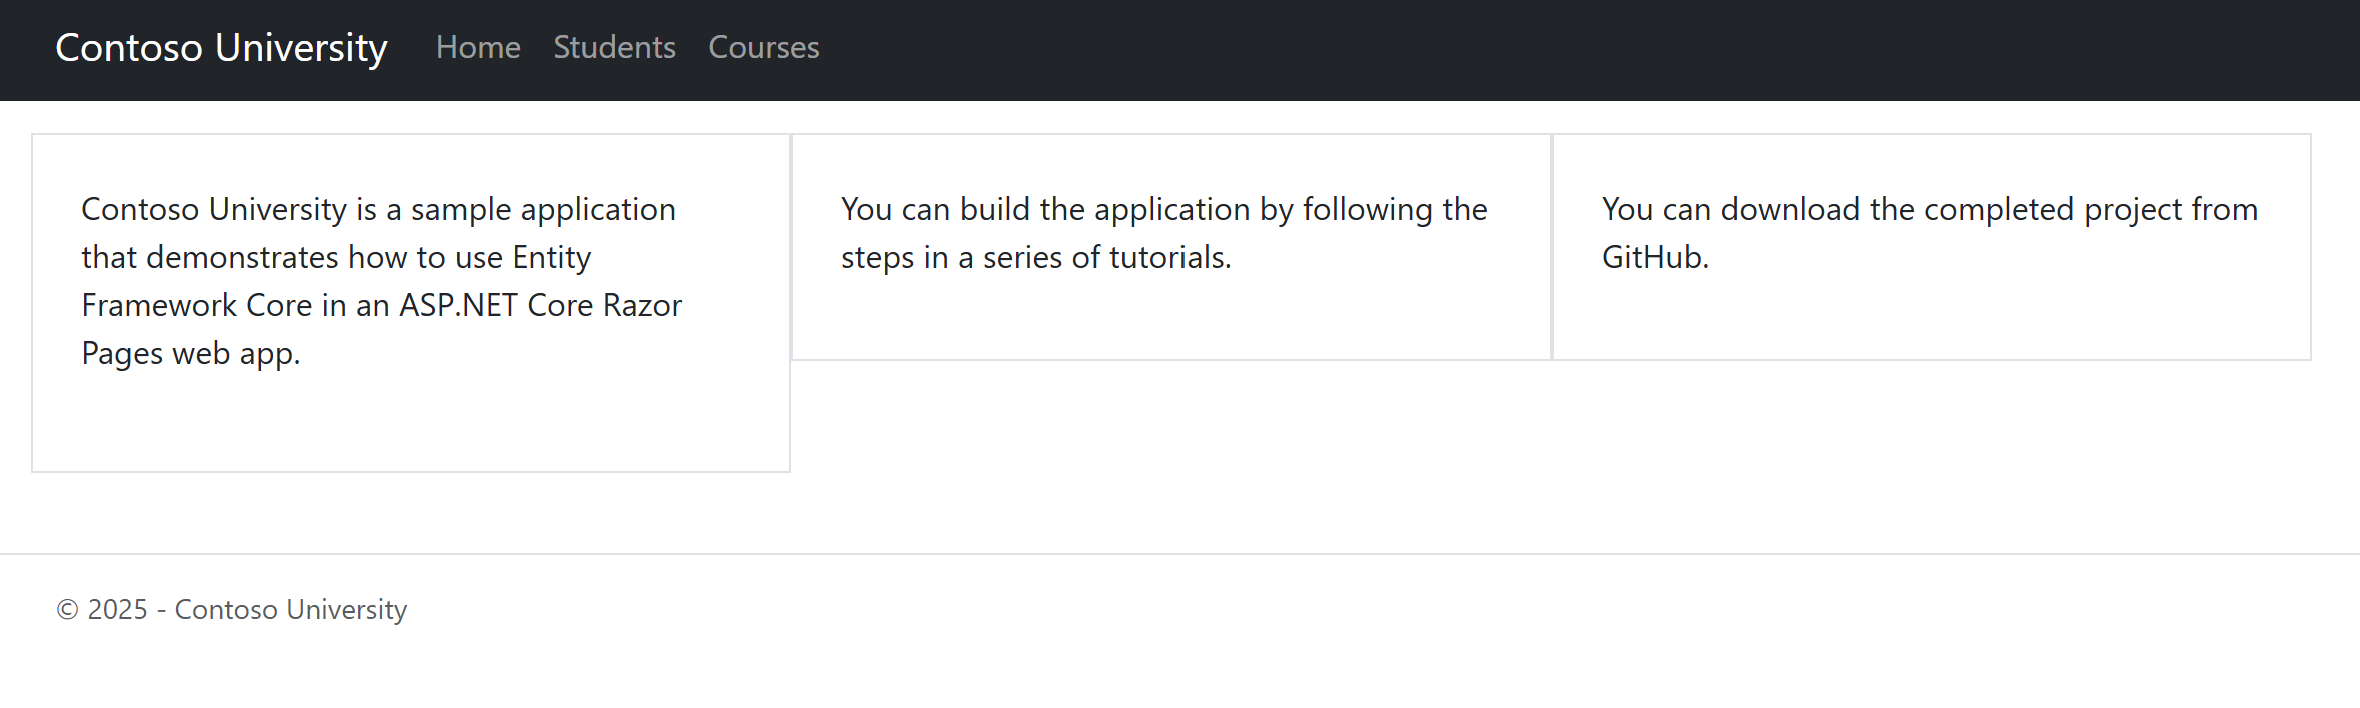 Contoso University Home Students Courses
Contoso University is a sample application
that demonstrates how to use Entity
Framework Core in an ASP.NET Core Razor
Pages web app.
You can build the application by following the
steps in a series of tutorials.
You can download the completed project from
GitHub.
© 2025 - Contoso University